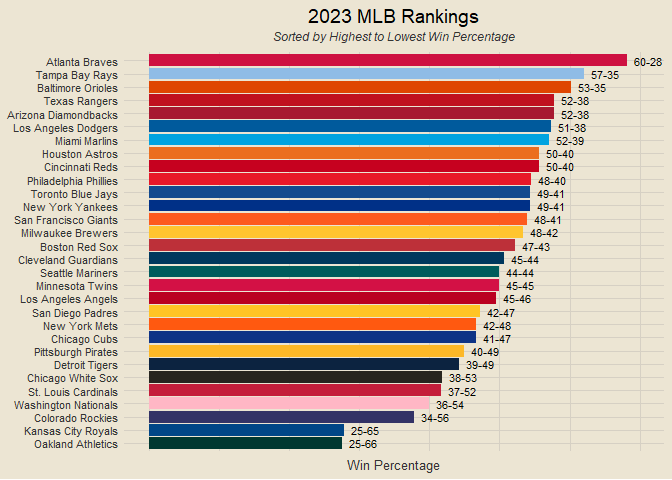 2023 MLB Rankings
Sorted by Highest to Lowest Win Percentage
Atlanta Braves 60-28
Tampa Bay Rays 57-35
Baltimore Orioles 53-35
Texas Rangers 52-38
Arizona Diamondbacks 52-38
Los Angeles Dodgers 51-38
Miami Marlins 52-39
Houston Astros 50-40
Cincinnati Reds 50-40
Philadelphia Phillies 48-40
Toronto Blue Jays 49-41
New York Yankees 49-41
San Francisco Giants 48-41
Milwaukee Brewers 48-42
Boston Red Sox 47-43
Cleveland Guardians 45-44
Seattle Mariners 44-44
Minnesota Twins 45-45
Los Angeles Angels 45-46
San Diego Padres 42-47
New York Mets 42-48
Chicago Cubs 41-47
Pittsburgh Pirates 40-49
Detroit Tigers 39-49
Chicago White Sox 38-53
St. Louis Cardinals 37-52
Washington Nationals 36-54
Colorado Rockies 34-56
Kansas City Royals 25-65
Oakland Athletics 25-66
Win Percentage